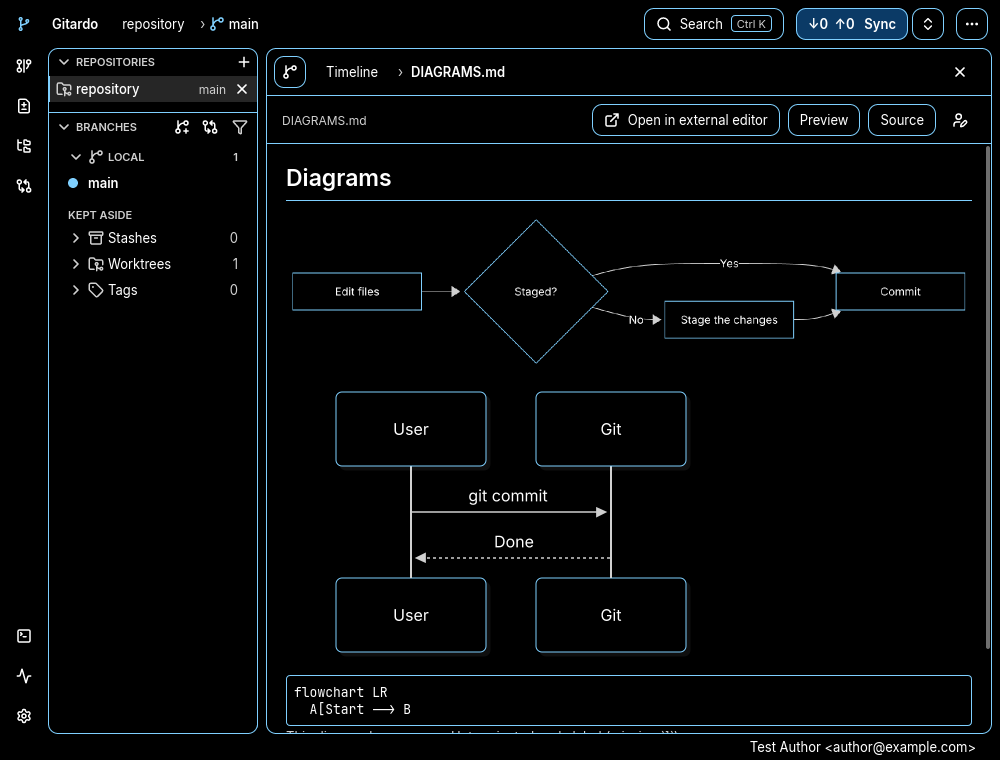 Gitardo
repository
› main
Search
Ctrl K
↓0 ↑0 Sync
REPOSITORIES
repository
main
BRANCHES
LOCAL
1
main
KEPT ASIDE
Stashes
0
Worktrees
1
Tags
0
Timeline
› DIAGRAMS.md
DIAGRAMS.md
Open in external editor
Preview
Source
Diagrams
Edit files
Staged?
Yes
No
Stage the changes
Commit
User
Git
git commit
Done
User
Git
flowchart LR
A[Start --> B
Test Author <author@example.com>